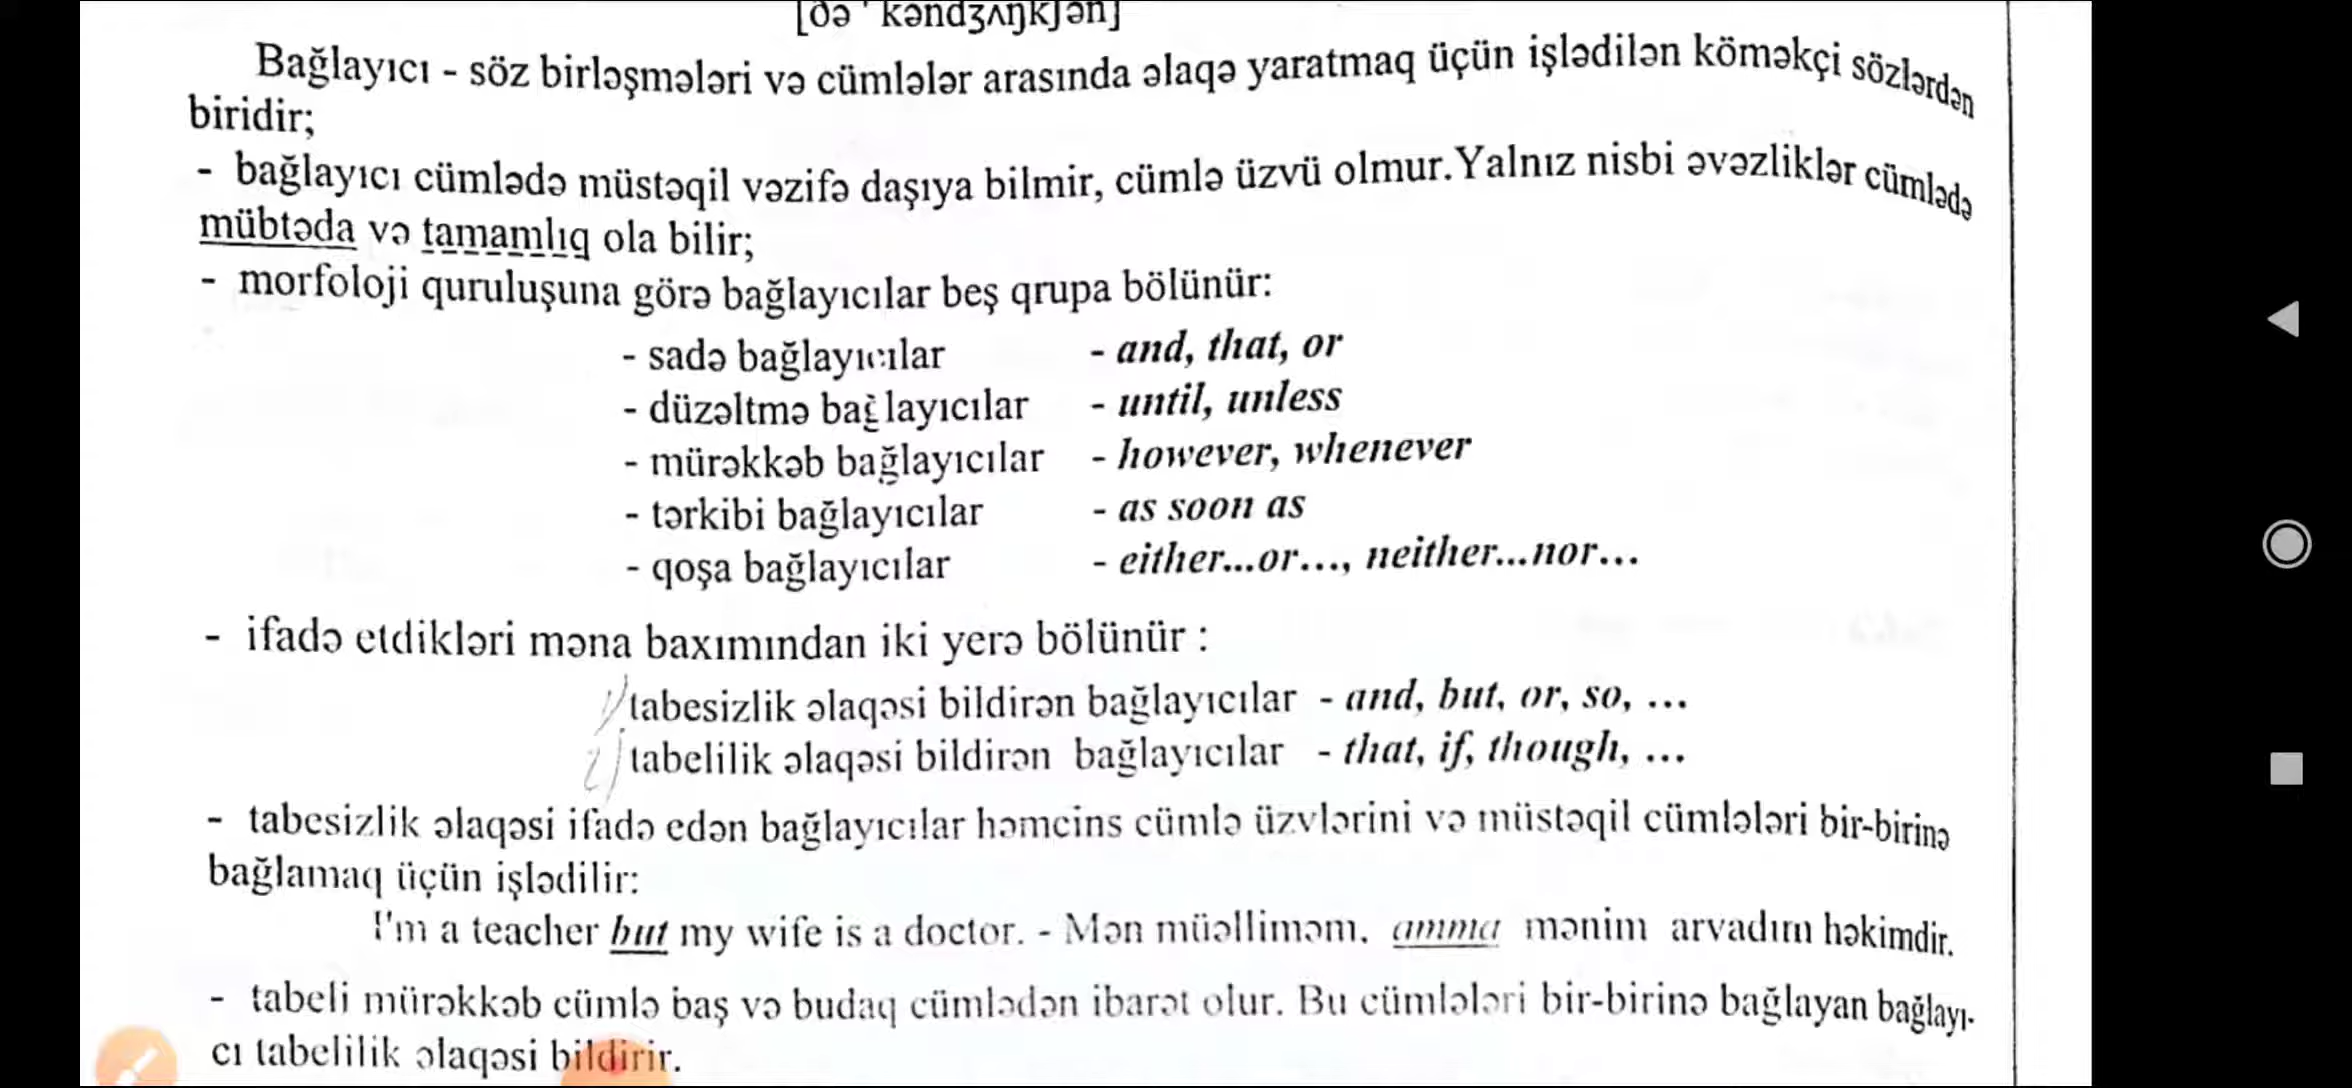 [ðə ˈkəndʒʌŋkʃən]
Bağlayıcı - söz birləşmələri və cümlələr arasında əlaqə yaratmaq üçün işlədilən köməkçi sözlərdən
biridir;
- bağlayıcı cümlədə müstəqil vəzifə daşıya bilmir, cümlə üzvü olmur. Yalnız nisbi əvəzliklər cümlədə
mübtəda və tamamlıq ola bilir;
- morfoloji quruluşuna görə bağlayıcılar beş qrupa bölünür:
- sadə bağlayıcılar - and, that, or
- düzəltmə bağlayıcılar - until, unless
- mürəkkəb bağlayıcılar - however, whenever
- tərkibi bağlayıcılar - as soon as
- qoşa bağlayıcılar - either...or..., neither...nor...
- ifadə etdikləri məna baxımından iki yerə bölünür :
1) tabesizlik əlaqəsi bildirən bağlayıcılar - and, but, or, so, ...
2) tabelilik əlaqəsi bildirən bağlayıcılar - that, if, though, ...
- tabesizlik əlaqəsi ifadə edən bağlayıcılar həmcins cümlə üzvlərini və müstəqil cümlələri bir-birinə
bağlamaq üçün işlədilir:
I'm a teacher but my wife is a doctor. - Mən müəlliməm, amma mənim arvadım həkimdir.
- tabeli mürəkkəb cümlə baş və budaq cümlədən ibarət olur. Bu cümlələri bir-birinə bağlayan bağlayı-
cı tabelilik əlaqəsi bildirir.